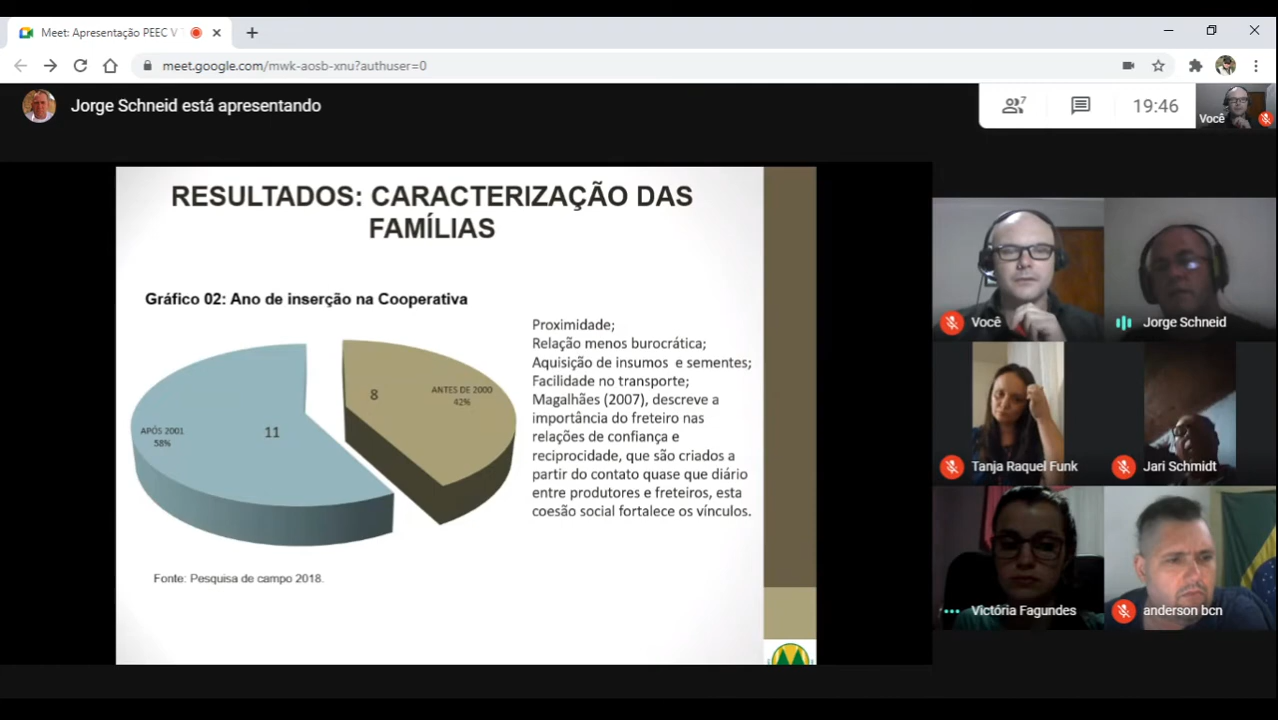 Meet: Apresentação PEEC V
meet.google.com/mwk-aosb-xnu?authuser=0
Jorge Schneid está apresentando
7
19:46
Você
RESULTADOS: CARACTERIZAÇÃO DAS
FAMÍLIAS
Gráfico 02: Ano de inserção na Cooperativa
8
ANTES DE 2000
42%
APÓS 2001
58%
11
Fonte: Pesquisa de campo 2018.
Proximidade;
Relação menos burocrática;
Aquisição de insumos e sementes;
Facilidade no transporte;
Magalhães (2007), descreve a
importância do freteiro nas
relações de confiança e
reciprocidade, que são criados a
partir do contato quase que diário
entre produtores e freteiros, esta
coesão social fortalece os vínculos.
Você
Jorge Schneid
Tanja Raquel Funk
Jari Schmidt
Victória Fagundes
anderson bcn